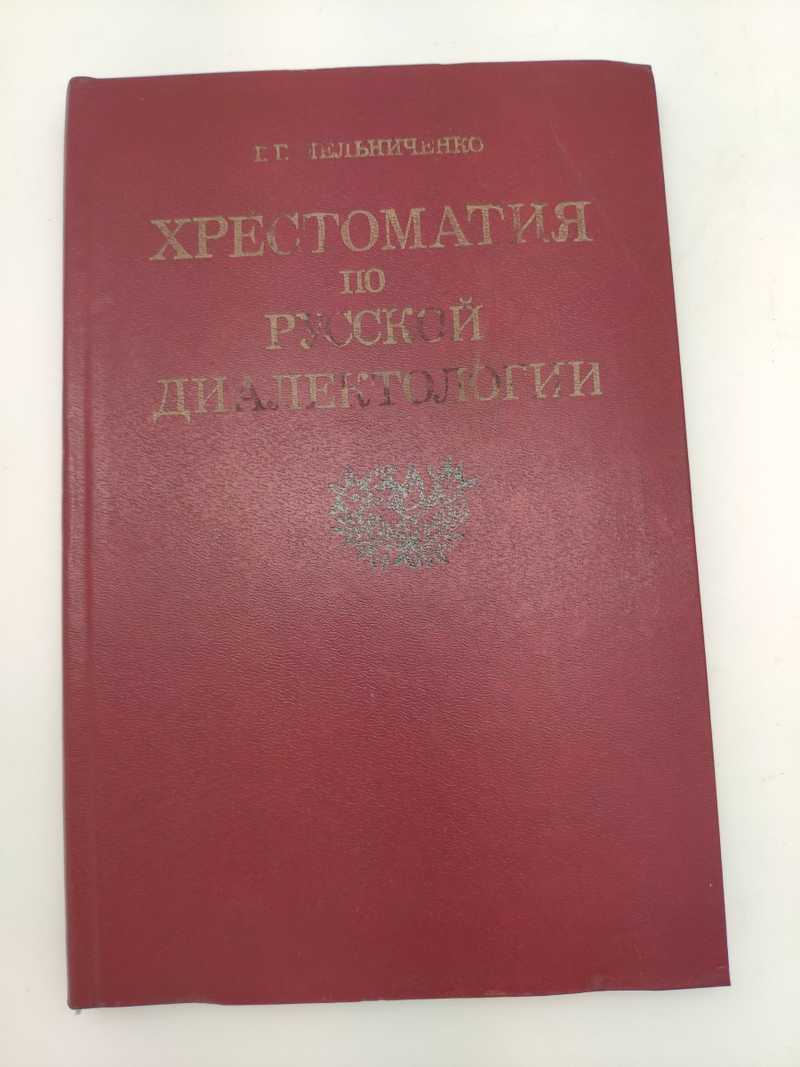 Г. Г. МЕЛЬНИЧЕНКО
ХРЕСТОМАТИЯ
ПО
РУССКОЙ
ДИАЛЕКТОЛОГИИ